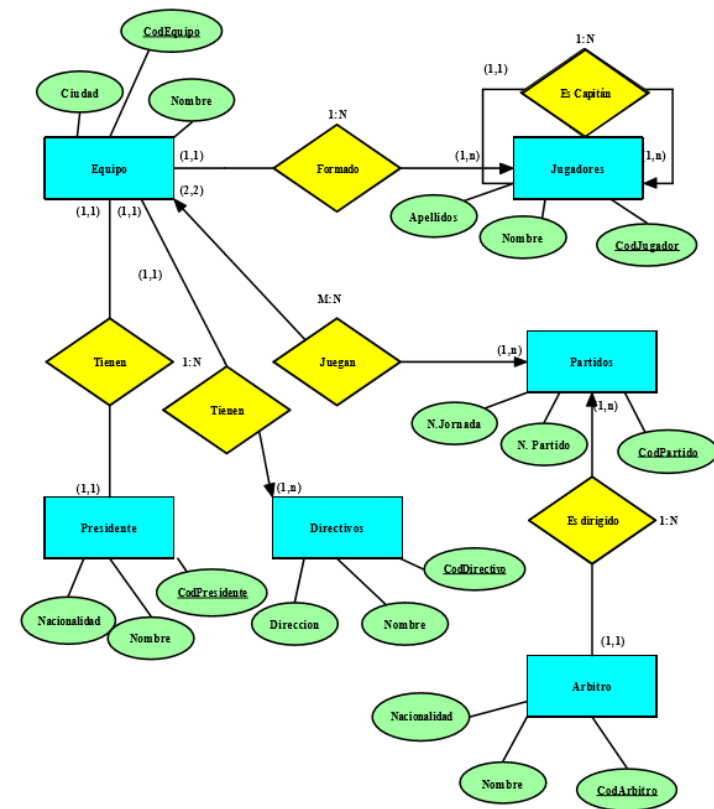 CodEquipo
1:N
Ciudad
(1,1)
Es Capitán
Nombre
1:N
Equipo
(1,1)
Formado
(1,n)
Jugadores
(1,n)
(2,2)
(1,1)
(1,1)
Apellidos
Nombre
CodJugador
(1,1)
M:N
Tienen
1:N
Juegan
(1,n)
Partidos
Tienen
N.Jornada
(1,n)
N. Partido
CodPartido
(1,1)
(1,n)
Presidente
Directivos
Es dirigido
1:N
CodDirectivo
CodPresidente
Nacionalidad
Nombre
Direccion
Nombre
(1,1)
Arbitro
Nacionalidad
Nombre
CodArbitro